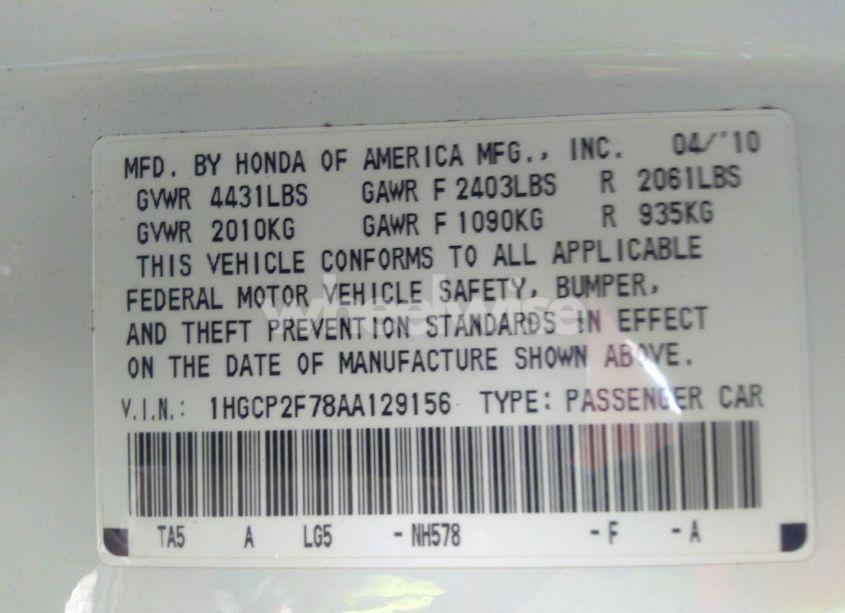 MFD. BY HONDA OF AMERICA MFG., INC. 04/'10
GVWR 4431LBS GAWR F 2403LBS R 2061LBS
GVWR 2010KG GAWR F 1090KG R 935KG
THIS VEHICLE CONFORMS TO ALL APPLICABLE
FEDERAL MOTOR VEHICLE SAFETY, BUMPER,
AND THEFT PREVENTION STANDARDS IN EFFECT
ON THE DATE OF MANUFACTURE SHOWN ABOVE.
V.I.N.: 1HGCP2F78AA129156 TYPE: PASSENGER CAR
TA5 A LG5 - NH578 - F - A
wheelwise